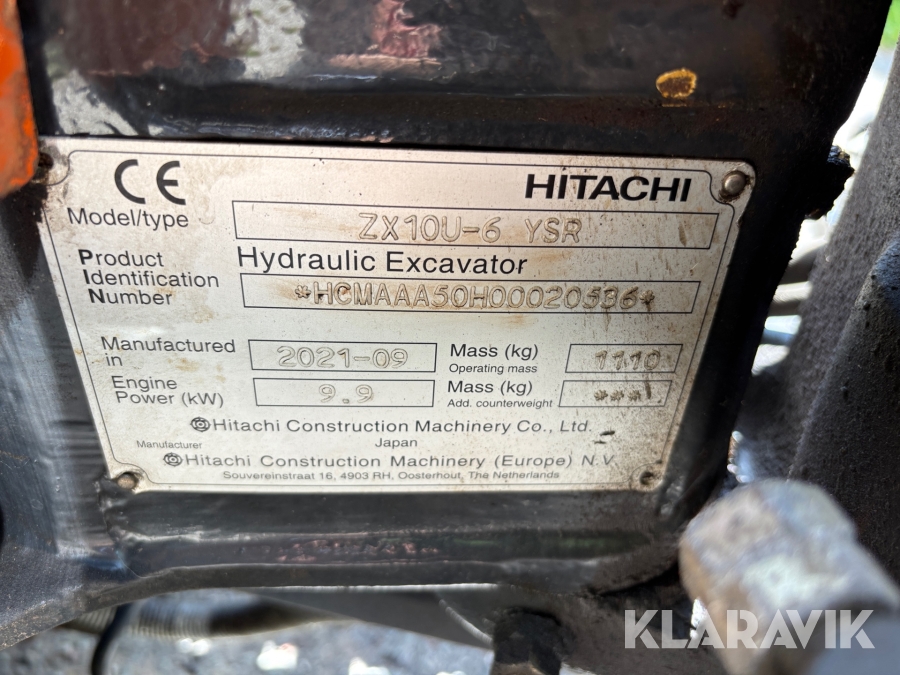 CE HITACHI
Model/type ZX10U-6 YSR
Hydraulic Excavator
Product
Identification
Number *HCMAAA50H00020536*
Manufactured in 2021-09 Mass (kg) Operating mass 1110
Engine Power (kW) 9.9 Mass (kg) Add. counterweight ***
Hitachi Construction Machinery Co., Ltd.
Japan
Manufacturer
Hitachi Construction Machinery (Europe) N.V.
Souvereinstraat 16, 4903 RH, Oosterhout, The Netherlands
KLARAVIK